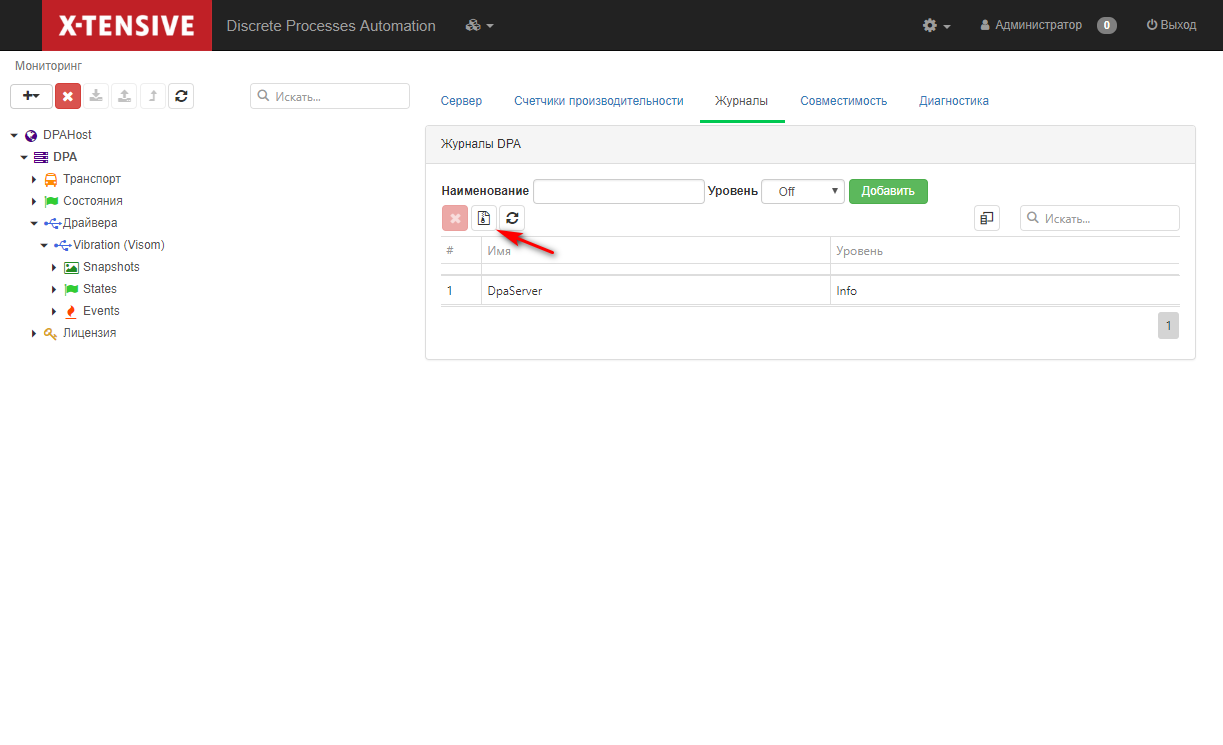 X-TENSIVE Discrete Processes Automation Администратор 0 Выход
Мониторинг
Искать...
Сервер Счетчики производительности Журналы Совместимость Диагностика
DPAHost
DPA
Транспорт
Состояния
Драйвера
Vibration (Visom)
Snapshots
States
Events
Лицензия
Журналы DPA
Наименование Уровень Off Добавить
Искать...
# Имя Уровень
1 DpaServer Info
1